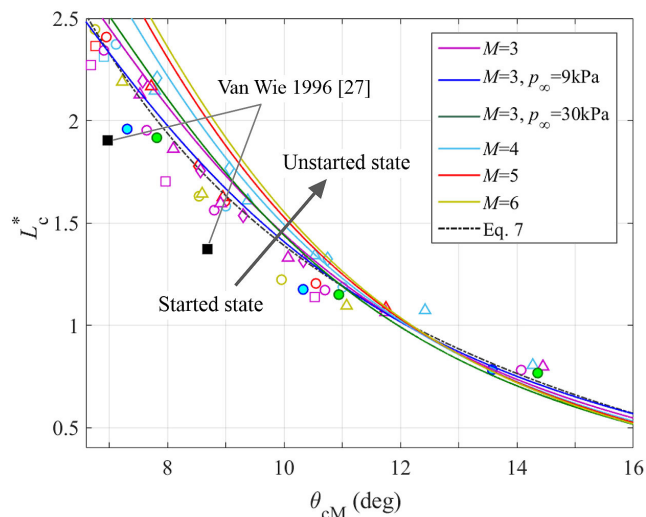 2.5
2
1.5
1
0.5
L*c
Van Wie 1996 [27]
Unstarted state
Started state
M=3
M=3, p∞=9kPa
M=3, p∞=30kPa
M=4
M=5
M=6
Eq. 7
8 10 12 14 16
θcM (deg)